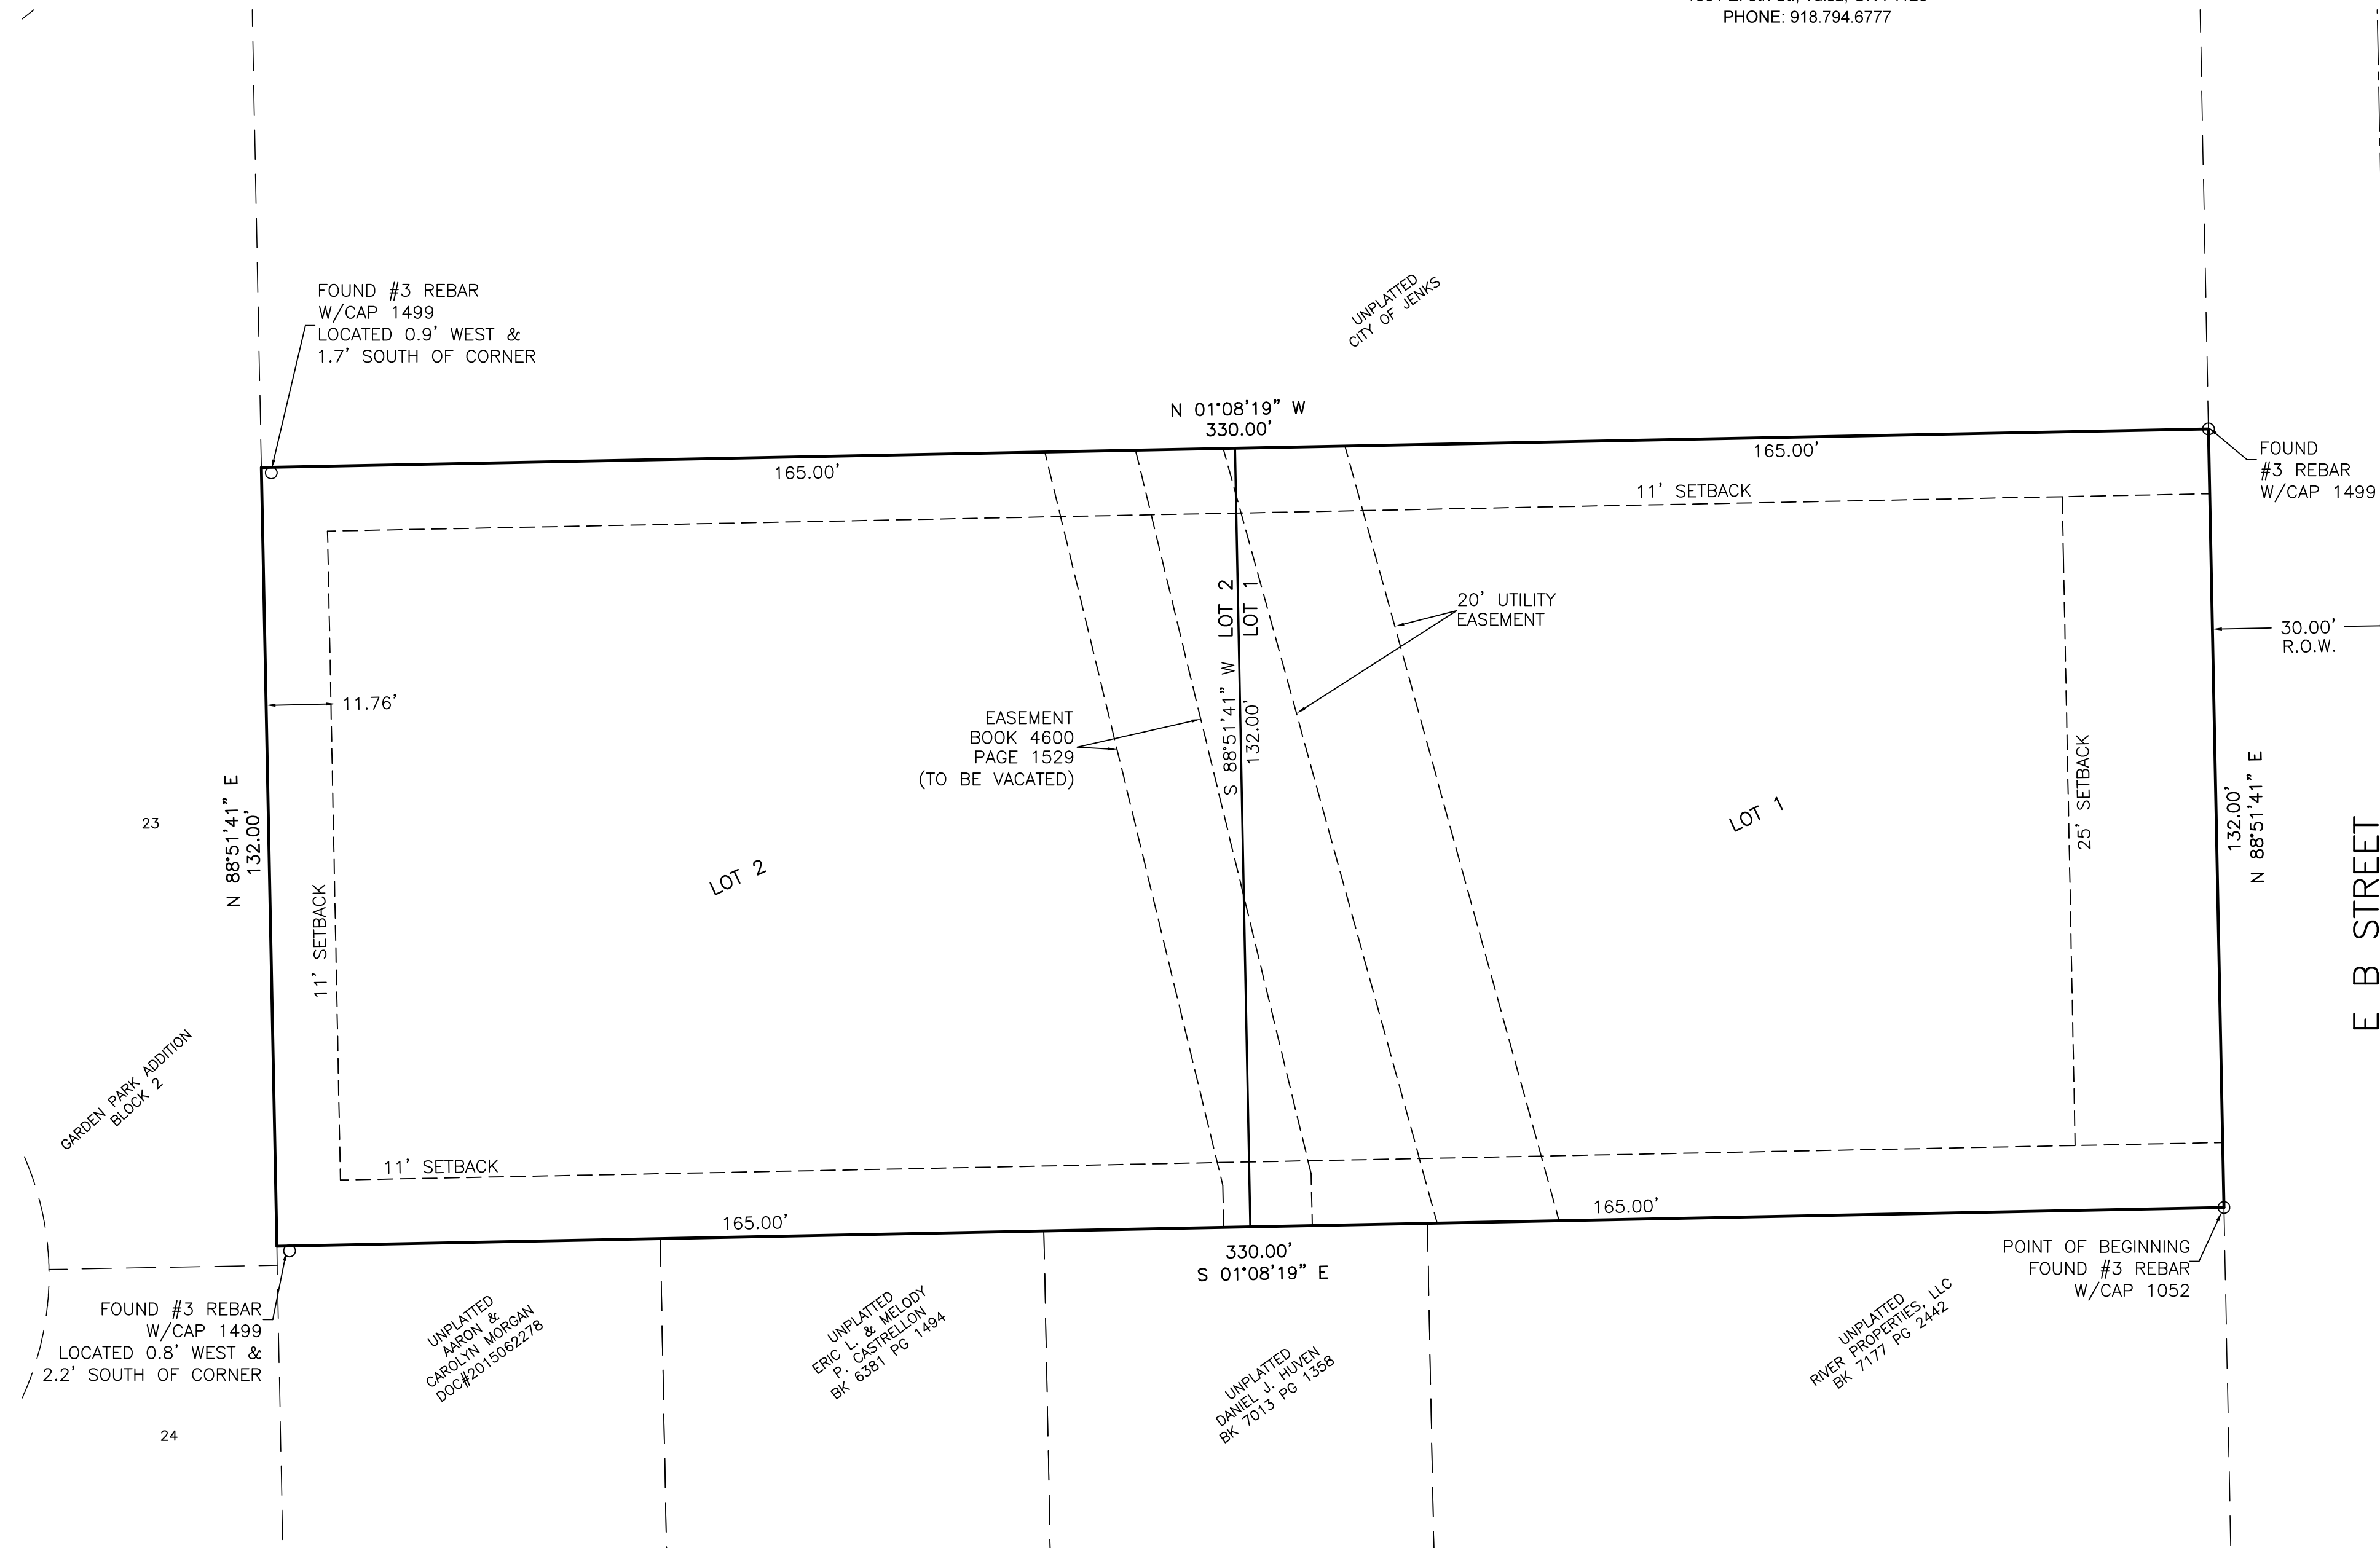 PHONE: 918.794.6777
FOUND #3 REBAR
W/CAP 1499
LOCATED 0.9' WEST &
1.7' SOUTH OF CORNER
UNPLATTED
CITY OF JENKS
N 01°08'19" W
330.00'
165.00'
165.00'
11' SETBACK
FOUND
#3 REBAR
W/CAP 1499
20' UTILITY
EASEMENT
30.00'
R.O.W.
LOT 2
LOT 1
S 88°51'41" W
132.00'
11.76'
EASEMENT
BOOK 4600
PAGE 1529
(TO BE VACATED)
N 88°51'41" E
132.00'
23
11' SETBACK
LOT 2
LOT 1
25' SETBACK
132.00'
N 88°51'41" E
E B STREET
GARDEN PARK ADDITION
BLOCK 2
11' SETBACK
165.00'
165.00'
330.00'
S 01°08'19" E
POINT OF BEGINNING
FOUND #3 REBAR
W/CAP 1052
FOUND #3 REBAR
W/CAP 1499
LOCATED 0.8' WEST &
2.2' SOUTH OF CORNER
UNPLATTED
AARON &
CAROLYN MORGAN
DOC#2015062278
UNPLATTED
ERIC L. & MELODY
P. CASTRELLON
BK 6381 PG 1494
UNPLATTED
DANIEL J. HUVEN
BK 7013 PG 1358
UNPLATTED
RIVER PROPERTIES, LLC
BK 7177 PG 2442
24